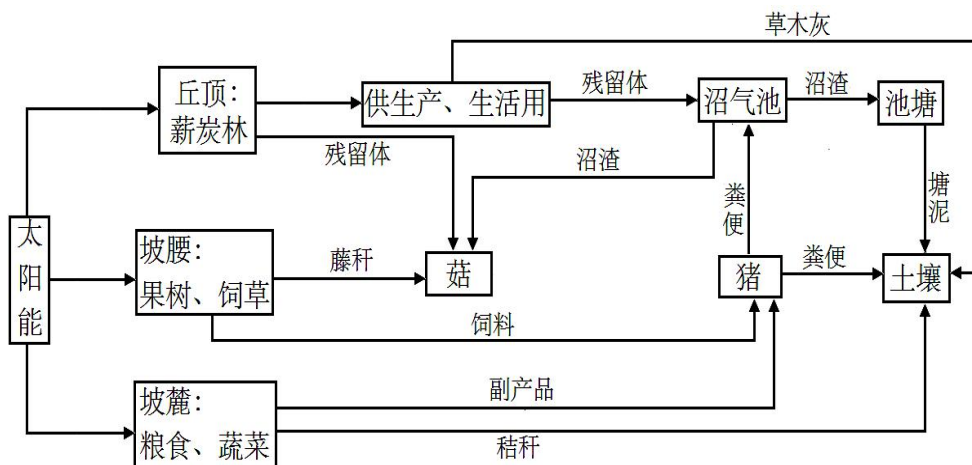 草木灰
丘顶：
薪炭林
供生产、生活用
残留体
沼气池
沼渣
池塘
残留体
沼渣
粪便
塘泥
太阳能
坡腰：
果树、饲草
藤秆
菇
猪
粪便
土壤
饲料
坡麓：
粮食、蔬菜
副产品
秸秆